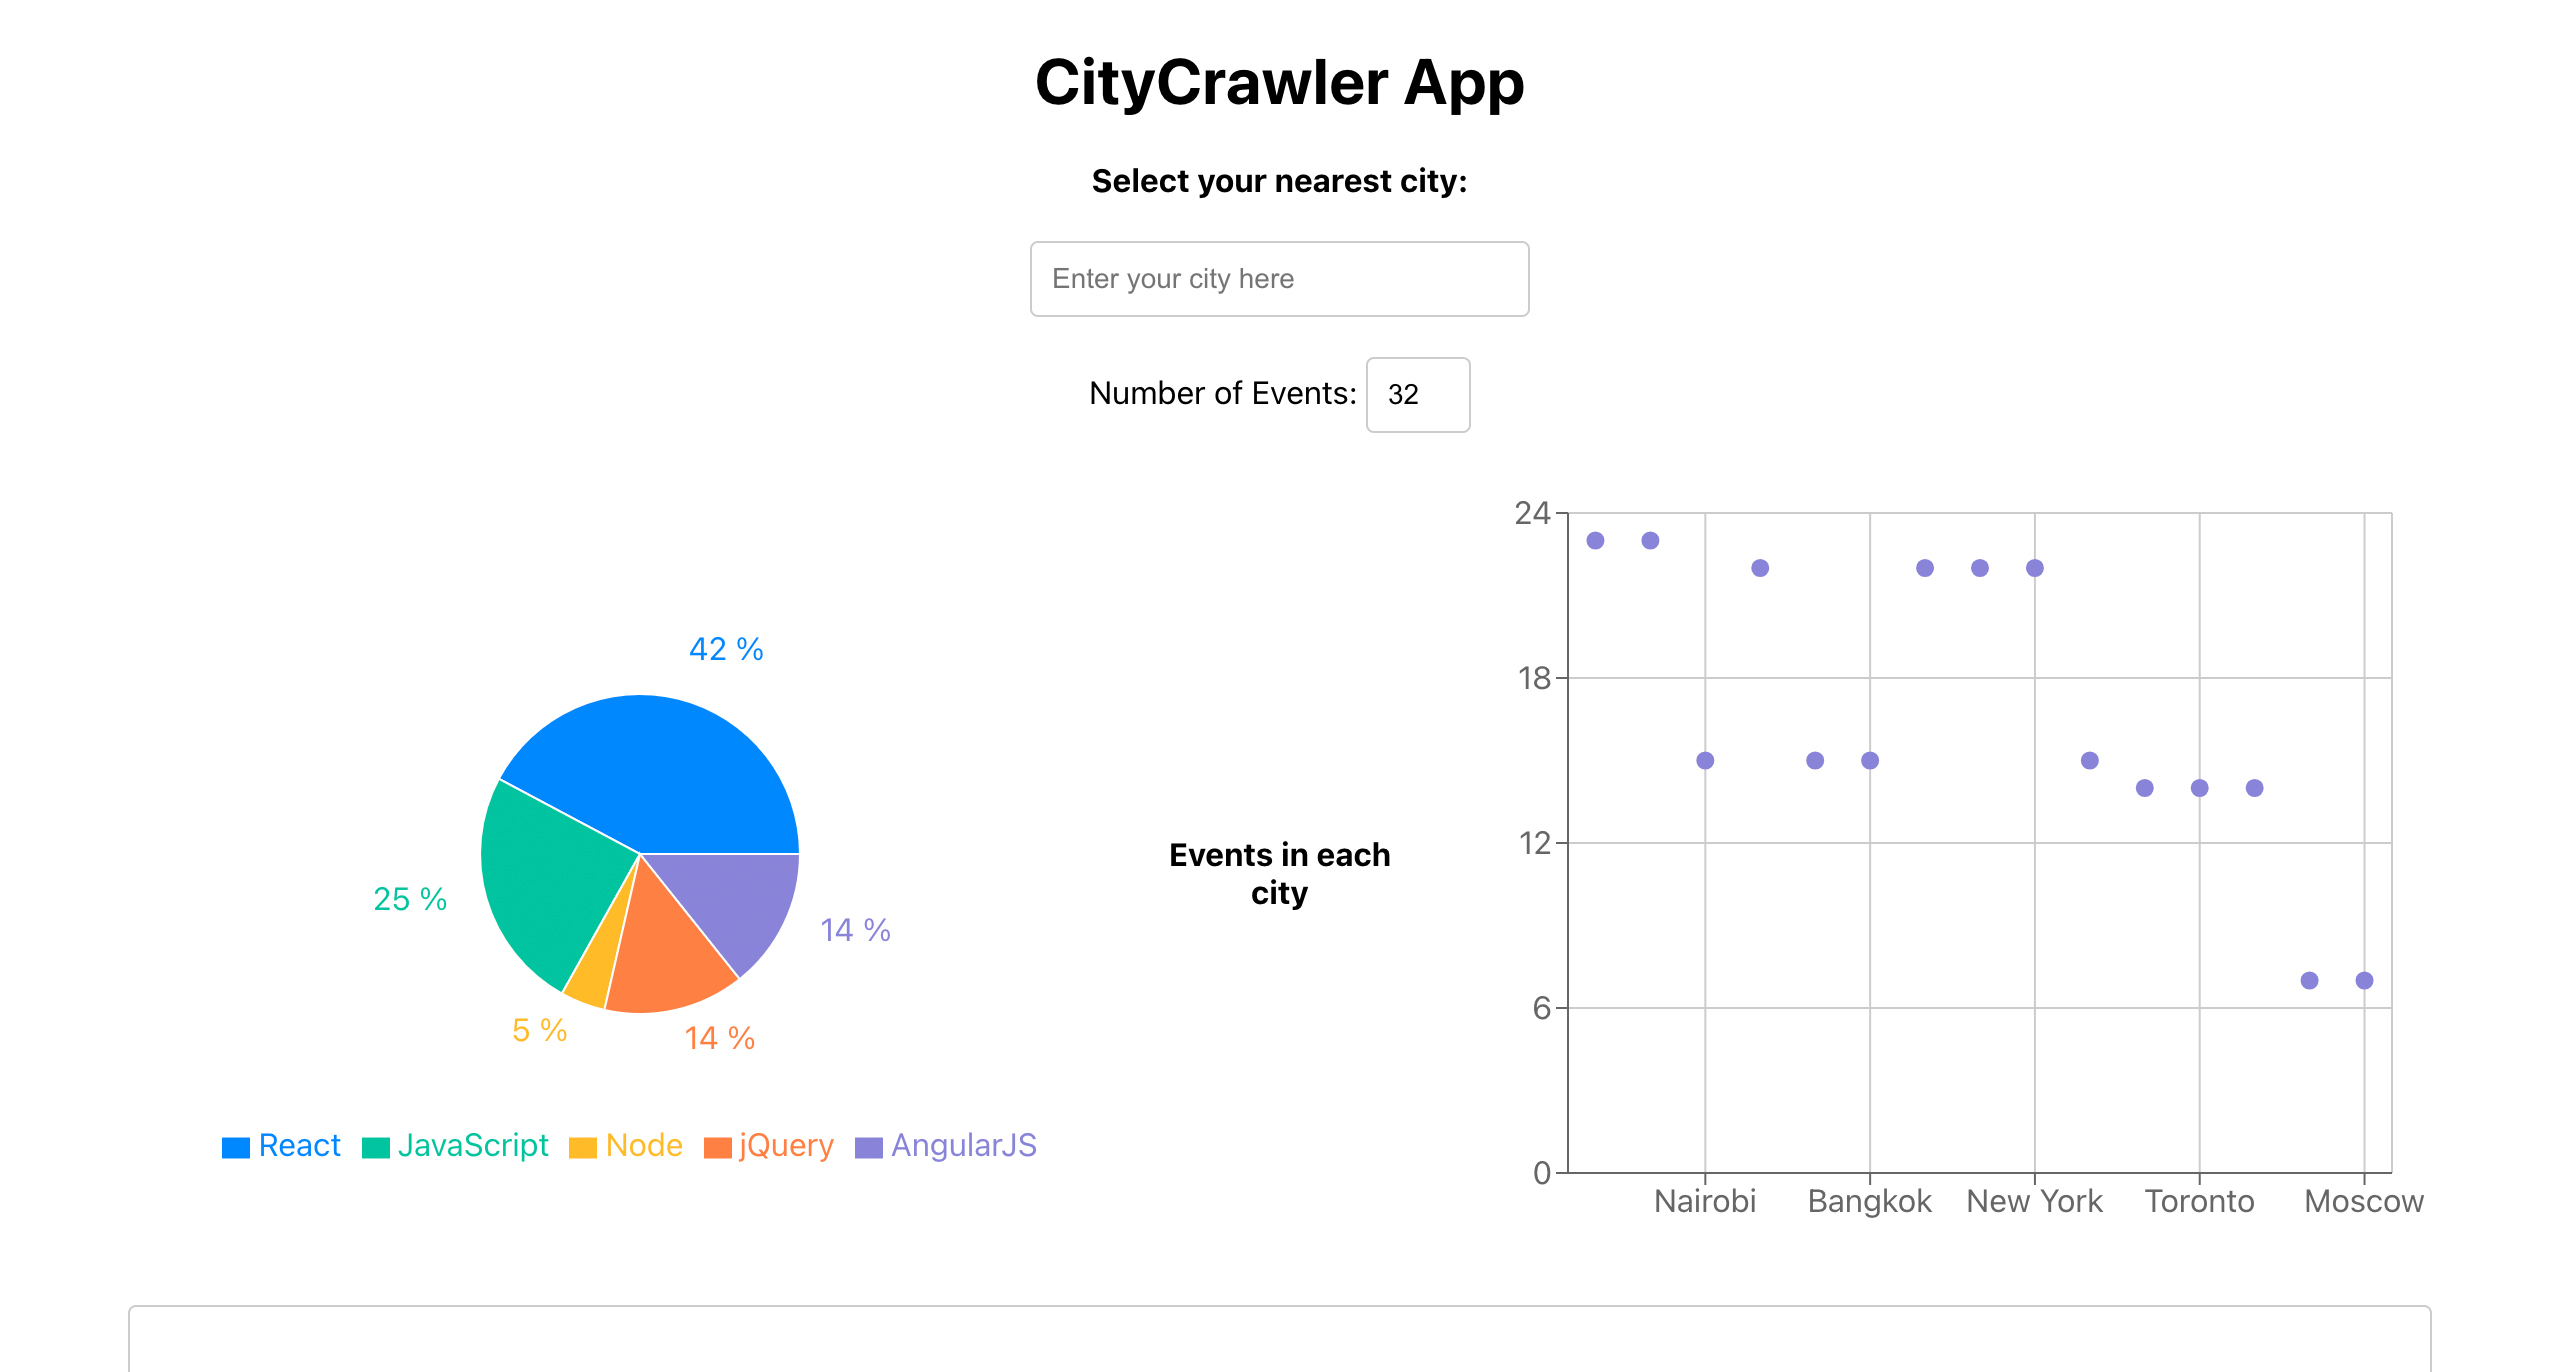 CityCrawler App
Select your nearest city:
Enter your city here
Number of Events: 32
42 %
25 %
14 %
5 %
14 %
React JavaScript Node jQuery AngularJS
Events in each
city
24
18
12
6
0
Nairobi Bangkok New York Toronto Moscow